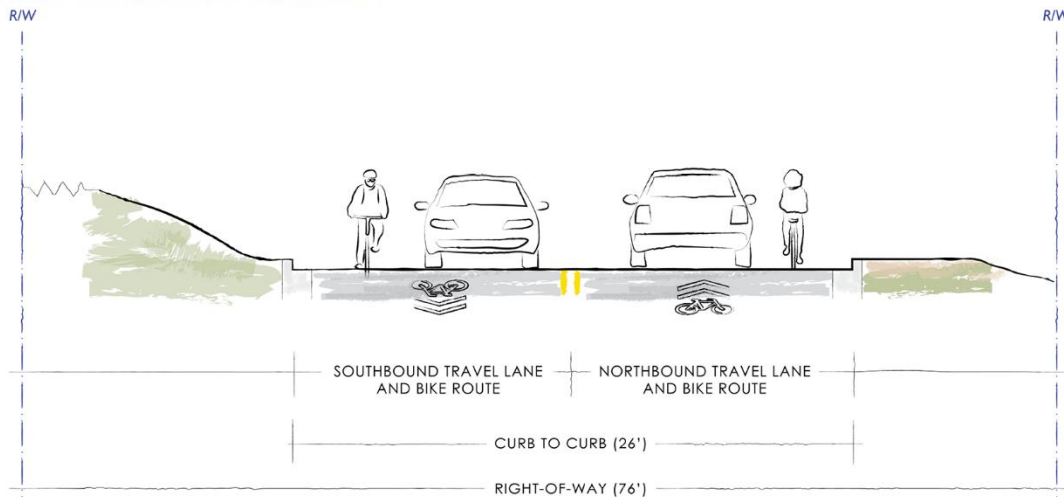 R/W
R/W
SOUTHBOUND TRAVEL LANE
AND BIKE ROUTE
NORTHBOUND TRAVEL LANE
AND BIKE ROUTE
CURB TO CURB (26’)
RIGHT-OF-WAY (76’)